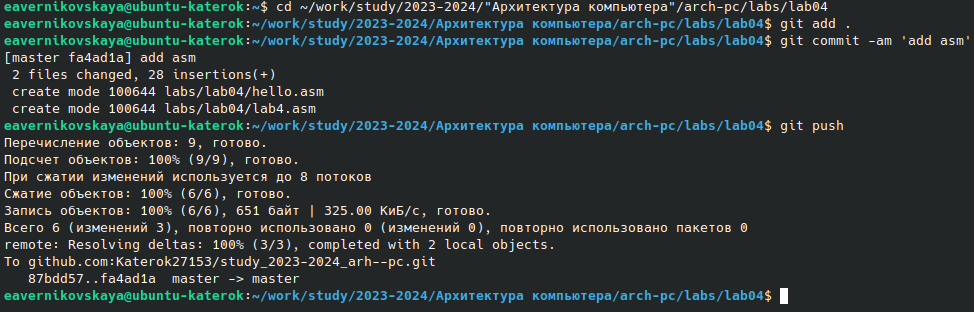 eavernikovskaya@ubuntu-katerok:~$ cd ~/work/study/2023-2024/"Архитектура компьютера"/arch-pc/labs/lab04
eavernikovskaya@ubuntu-katerok:~/work/study/2023-2024/Архитектура компьютера/arch-pc/labs/lab04$ git add .
eavernikovskaya@ubuntu-katerok:~/work/study/2023-2024/Архитектура компьютера/arch-pc/labs/lab04$ git commit -am 'add asm'
[master fa4ad1a] add asm
 2 files changed, 28 insertions(+)
 create mode 100644 labs/lab04/hello.asm
 create mode 100644 labs/lab04/lab4.asm
eavernikovskaya@ubuntu-katerok:~/work/study/2023-2024/Архитектура компьютера/arch-pc/labs/lab04$ git push
Перечисление объектов: 9, готово.
Подсчет объектов: 100% (9/9), готово.
При сжатии изменений используется до 8 потоков
Сжатие объектов: 100% (6/6), готово.
Запись объектов: 100% (6/6), 651 байт | 325.00 КиБ/с, готово.
Всего 6 (изменений 3), повторно использовано 0 (изменений 0), повторно использовано пакетов 0
remote: Resolving deltas: 100% (3/3), completed with 2 local objects.
To github.com:Katerok27153/study_2023-2024_arh--pc.git
   87bdd57..fa4ad1a  master -> master
eavernikovskaya@ubuntu-katerok:~/work/study/2023-2024/Архитектура компьютера/arch-pc/labs/lab04$